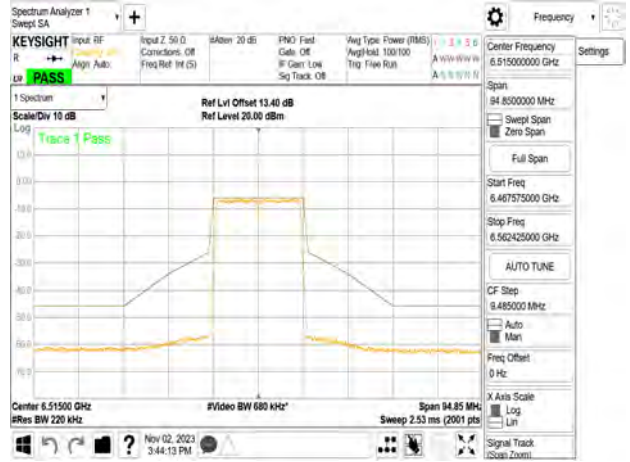 Spectrum Analyzer 1
Swept SA
+
Frequency
KEYSIGHT
Input: RF
Input Z: 50 Ω
#Atten: 20 dB
PNO: Fast
Avg Type: Power (RMS)
Corrections: Off
Gate: Off
Avg|Hold: 100/100
R
Align: Auto
Freq Ref: Int (S)
IF Gain: Low
Trig: Free Run
Sig Track: Off
PASS
Center Frequency
6.515000000 GHz
Settings
Span
94.8500000 MHz
Swept Span
Zero Span
Full Span
Start Freq
6.467575000 GHz
Stop Freq
6.562425000 GHz
AUTO TUNE
CF Step
9.485000 MHz
Auto
Man
Freq Offset
0 Hz
X Axis Scale
Log
Lin
Signal Track
(Span Zoom)
1 Spectrum
Scale/Div 10 dB
Ref Lvl Offset 13.40 dB
Ref Level 20.00 dBm
Log
Trace 1 Pass
Center 6.51500 GHz
#Video BW 680 kHz*
Span 94.85 MHz
#Res BW 220 kHz
Sweep 2.53 ms (2001 pts)
?
Nov 02, 2023
3:44:13 PM